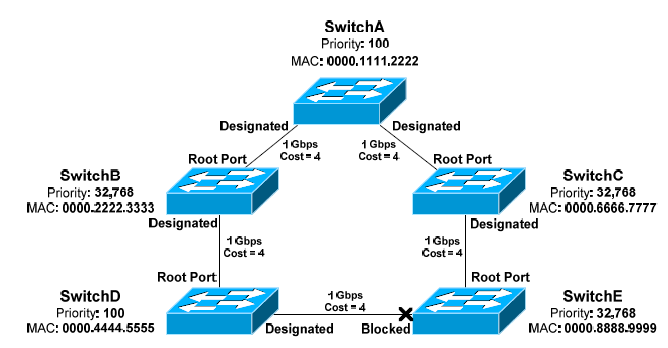 SwitchA
Priority: 100
MAC: 0000.1111.2222
Designated
Designated
1 Gbps
Cost = 4
1 Gbps
Cost = 4
Root Port
Root Port
SwitchB
Priority: 32,768
MAC: 0000.2222.3333
SwitchC
Priority: 32,768
MAC: 0000.6666.7777
Designated
Designated
1 Gbps
Cost = 4
1 Gbps
Cost = 4
Root Port
Root Port
SwitchD
Priority: 100
MAC: 0000.4444.5555
1 Gbps
Cost = 4
Designated
Blocked
SwitchE
Priority: 32,768
MAC: 0000.8888.9999